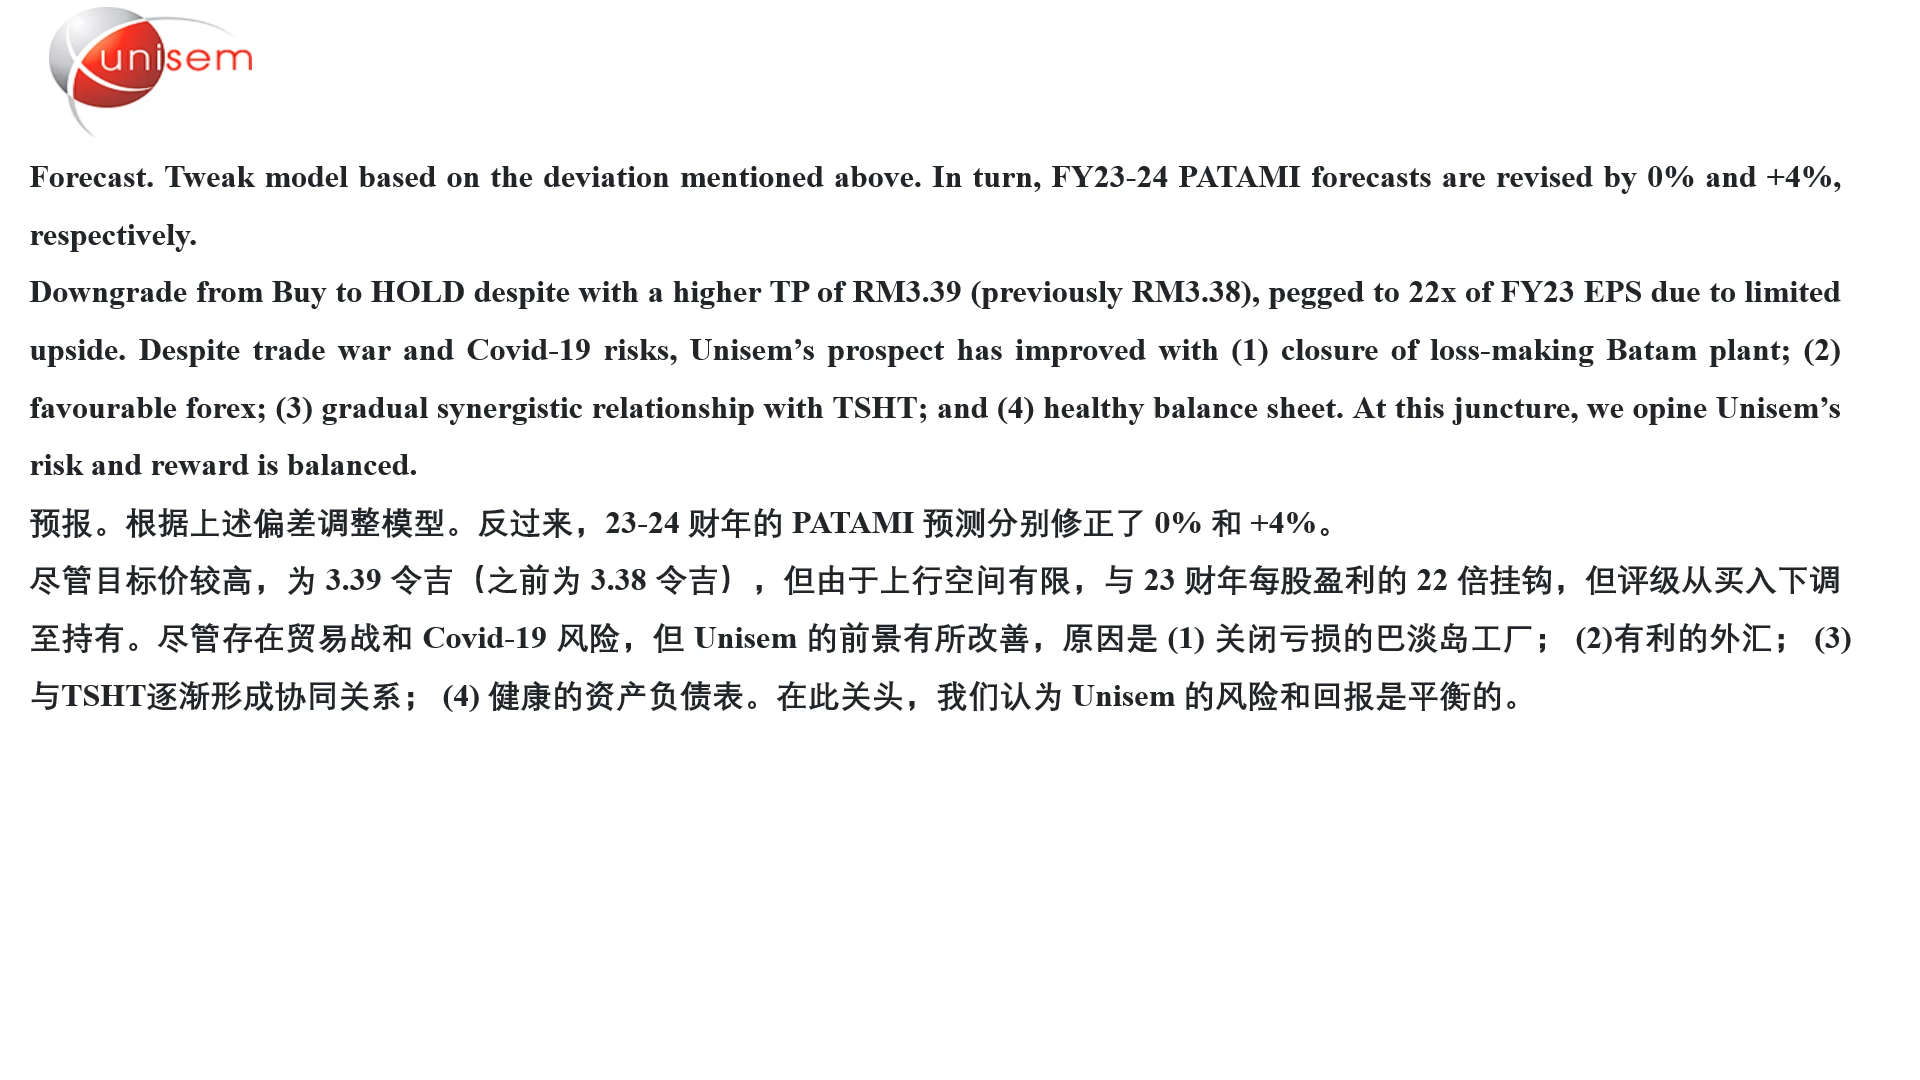 unisem
Forecast. Tweak model based on the deviation mentioned above. In turn, FY23-24 PATAMI forecasts are revised by 0% and +4%,
respectively.
Downgrade from Buy to HOLD despite with a higher TP of RM3.39 (previously RM3.38), pegged to 22x of FY23 EPS due to limited
upside. Despite trade war and Covid-19 risks, Unisem’s prospect has improved with (1) closure of loss-making Batam plant; (2)
favourable forex; (3) gradual synergistic relationship with TSHT; and (4) healthy balance sheet. At this juncture, we opine Unisem’s
risk and reward is balanced.
预报。根据上述偏差调整模型。反过来，23-24 财年的 PATAMI 预测分别修正了 0% 和 +4%。
尽管目标价较高，为 3.39 令吉（之前为 3.38 令吉），但由于上行空间有限，与 23 财年每股盈利的 22 倍挂钩，但评级从买入下调
至持有。尽管存在贸易战和 Covid-19 风险，但 Unisem 的前景有所改善，原因是 (1) 关闭亏损的巴淡岛工厂； (2)有利的外汇； (3)
与TSHT逐渐形成协同关系； (4) 健康的资产负债表。在此关头，我们认为 Unisem 的风险和回报是平衡的。